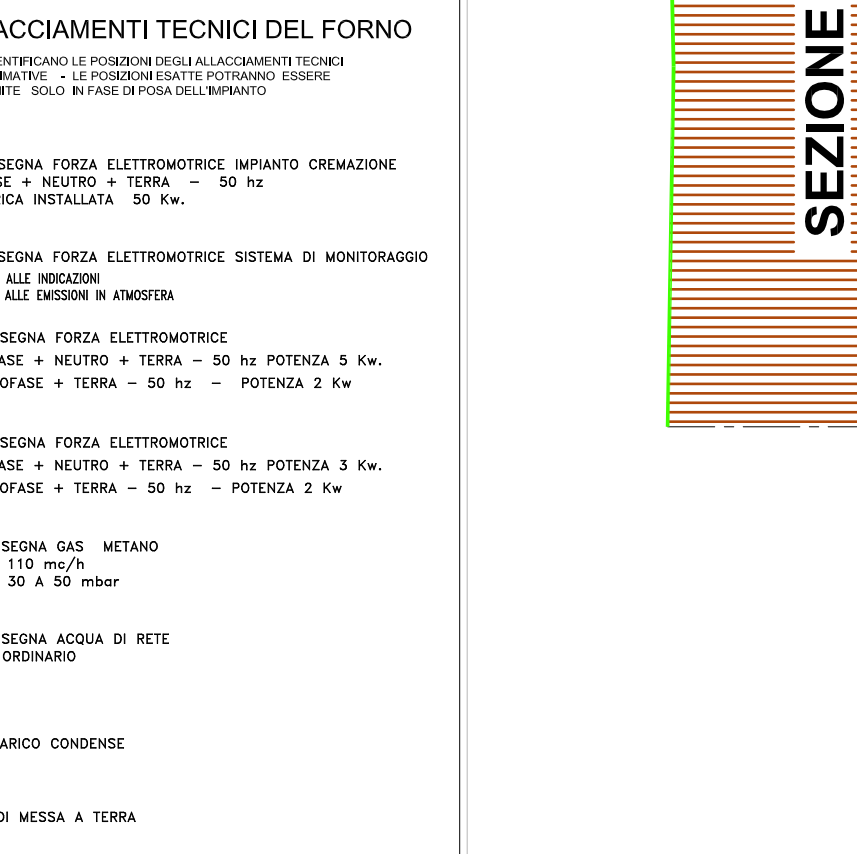 ACCIAMENTI TECNICI DEL FORNO
ENTIFICANO LE POSIZIONI DEGLI ALLACCIAMENTI TECNICI
IMATIVE - LE POSIZIONI ESATTE POTRANNO ESSERE
NITE SOLO IN FASE DI POSA DELL'IMPIANTO
SEGNA FORZA ELETTROMOTRICE IMPIANTO CREMAZIONE
SE + NEUTRO + TERRA – 50 hz
RICA INSTALLATA 50 Kw.
SEGNA FORZA ELETTROMOTRICE SISTEMA DI MONITORAGGIO
ALLE INDICAZIONI
ALLE EMISSIONI IN ATMOSFERA
SEGNA FORZA ELETTROMOTRICE
ASE + NEUTRO + TERRA – 50 hz POTENZA 5 Kw.
OFASE + TERRA – 50 hz – POTENZA 2 Kw
SEGNA FORZA ELETTROMOTRICE
ASE + NEUTRO + TERRA – 50 hz POTENZA 3 Kw.
OFASE + TERRA – 50 hz – POTENZA 2 Kw
SEGNA GAS METANO
110 mc/h
30 A 50 mbar
SEGNA ACQUA DI RETE
ORDINARIO
ARICO CONDENSE
DI MESSA A TERRA
SEZIONE